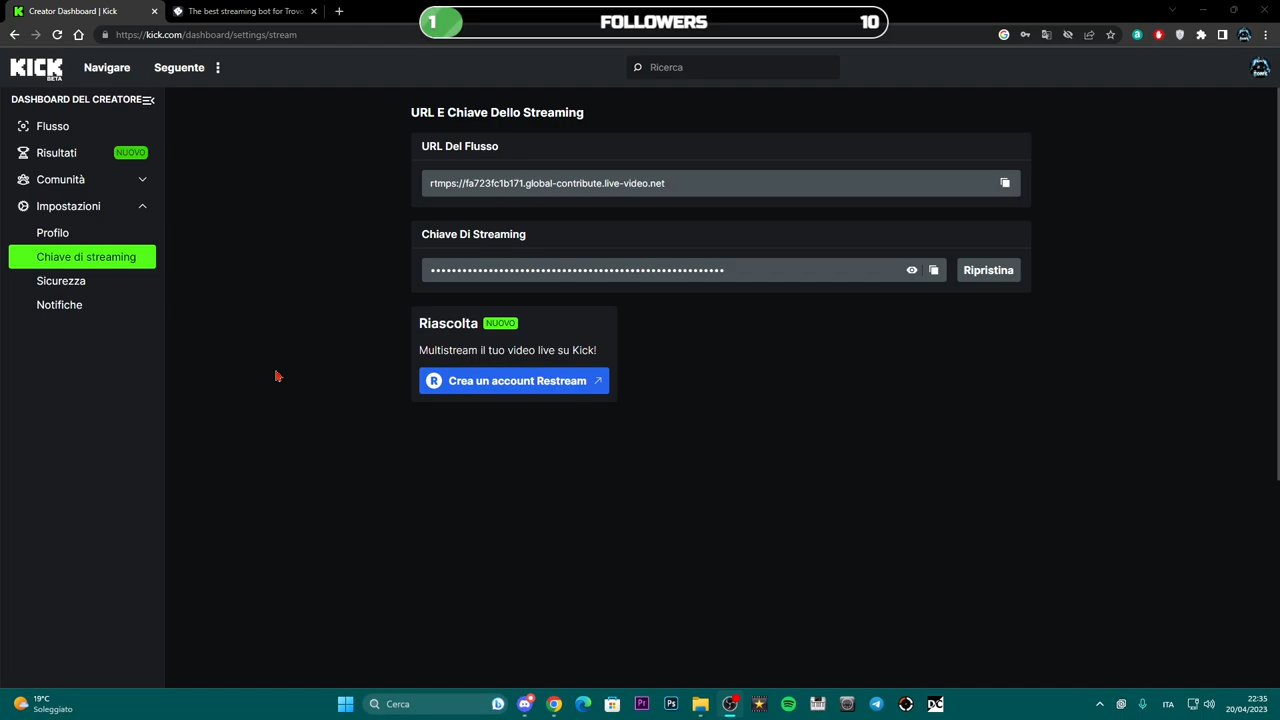 Creator Dashboard | Kick
The best streaming bot for Trovo
1 FOLLOWERS 10
https://kick.com/dashboard/settings/stream
KICK BETA
Navigare
Seguente
Ricerca
DASHBOARD DEL CREATORE
Flusso
Risultati NUOVO
Comunità
Impostazioni
Profilo
Chiave di streaming
Sicurezza
Notifiche
URL E Chiave Dello Streaming
URL Del Flusso
rtmps://fa723fc1b171.global-contribute.live-video.net
Chiave Di Streaming
•••••••••••••••••••••••••••••••••••••••••••••••••••••••• Ripristina
Riascolta NUOVO
Multistream il tuo video live su Kick!
R Crea un account Restream
19°C
Soleggiato
Cerca
Pr
Ps
DC
ITA
22:35
20/04/2023